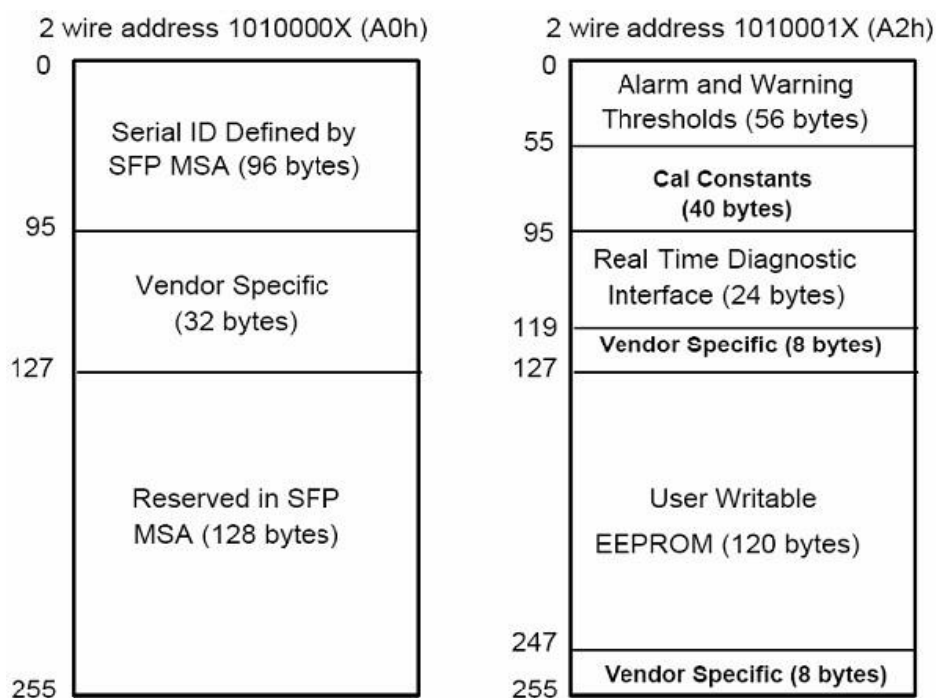 2 wire address 1010000X (A0h)
0
Serial ID Defined by
SFP MSA (96 bytes)
95
Vendor Specific
(32 bytes)
127
Reserved in SFP
MSA (128 bytes)
255
2 wire address 1010001X (A2h)
0
Alarm and Warning
Thresholds (56 bytes)
55
Cal Constants
(40 bytes)
95
Real Time Diagnostic
Interface (24 bytes)
119
Vendor Specific (8 bytes)
127
User Writable
EEPROM (120 bytes)
247
Vendor Specific (8 bytes)
255